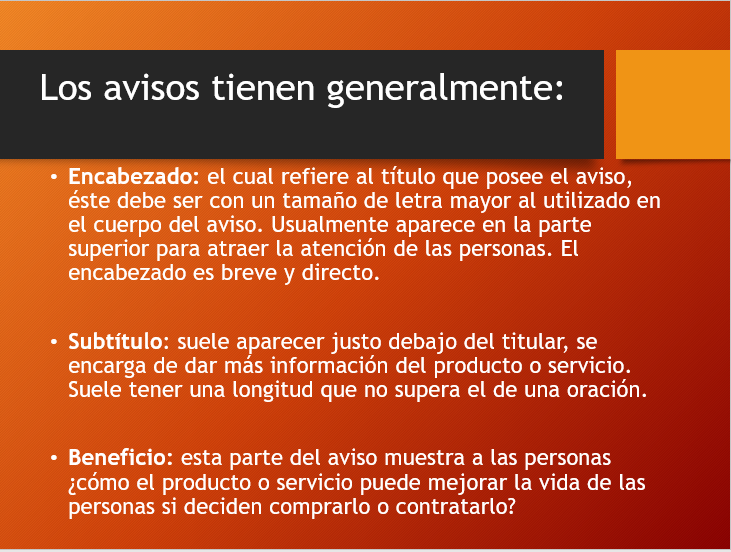 Los avisos tienen generalmente:
• Encabezado: el cual refiere al título que posee el aviso,
éste debe ser con un tamaño de letra mayor al utilizado en
el cuerpo del aviso. Usualmente aparece en la parte
superior para atraer la atención de las personas. El
encabezado es breve y directo.
• Subtítulo: suele aparecer justo debajo del titular, se
encarga de dar más información del producto o servicio.
Suele tener una longitud que no supera el de una oración.
• Beneficio: esta parte del aviso muestra a las personas
¿cómo el producto o servicio puede mejorar la vida de las
personas si deciden comprarlo o contratarlo?